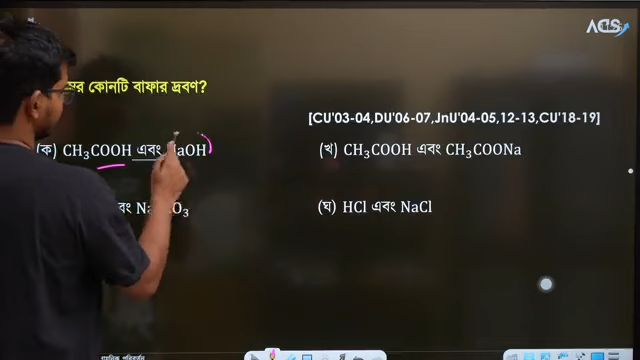 ACS
কোনটি বাফার দ্রবণ?
[CU'03-04,DU'06-07,JnU'04-05,12-13,CU'18-19]
(ক) CH₃COOH এবং NaOH
(খ) CH₃COOH এবং CH₃COONa
(ঘ) HCl এবং NaCl